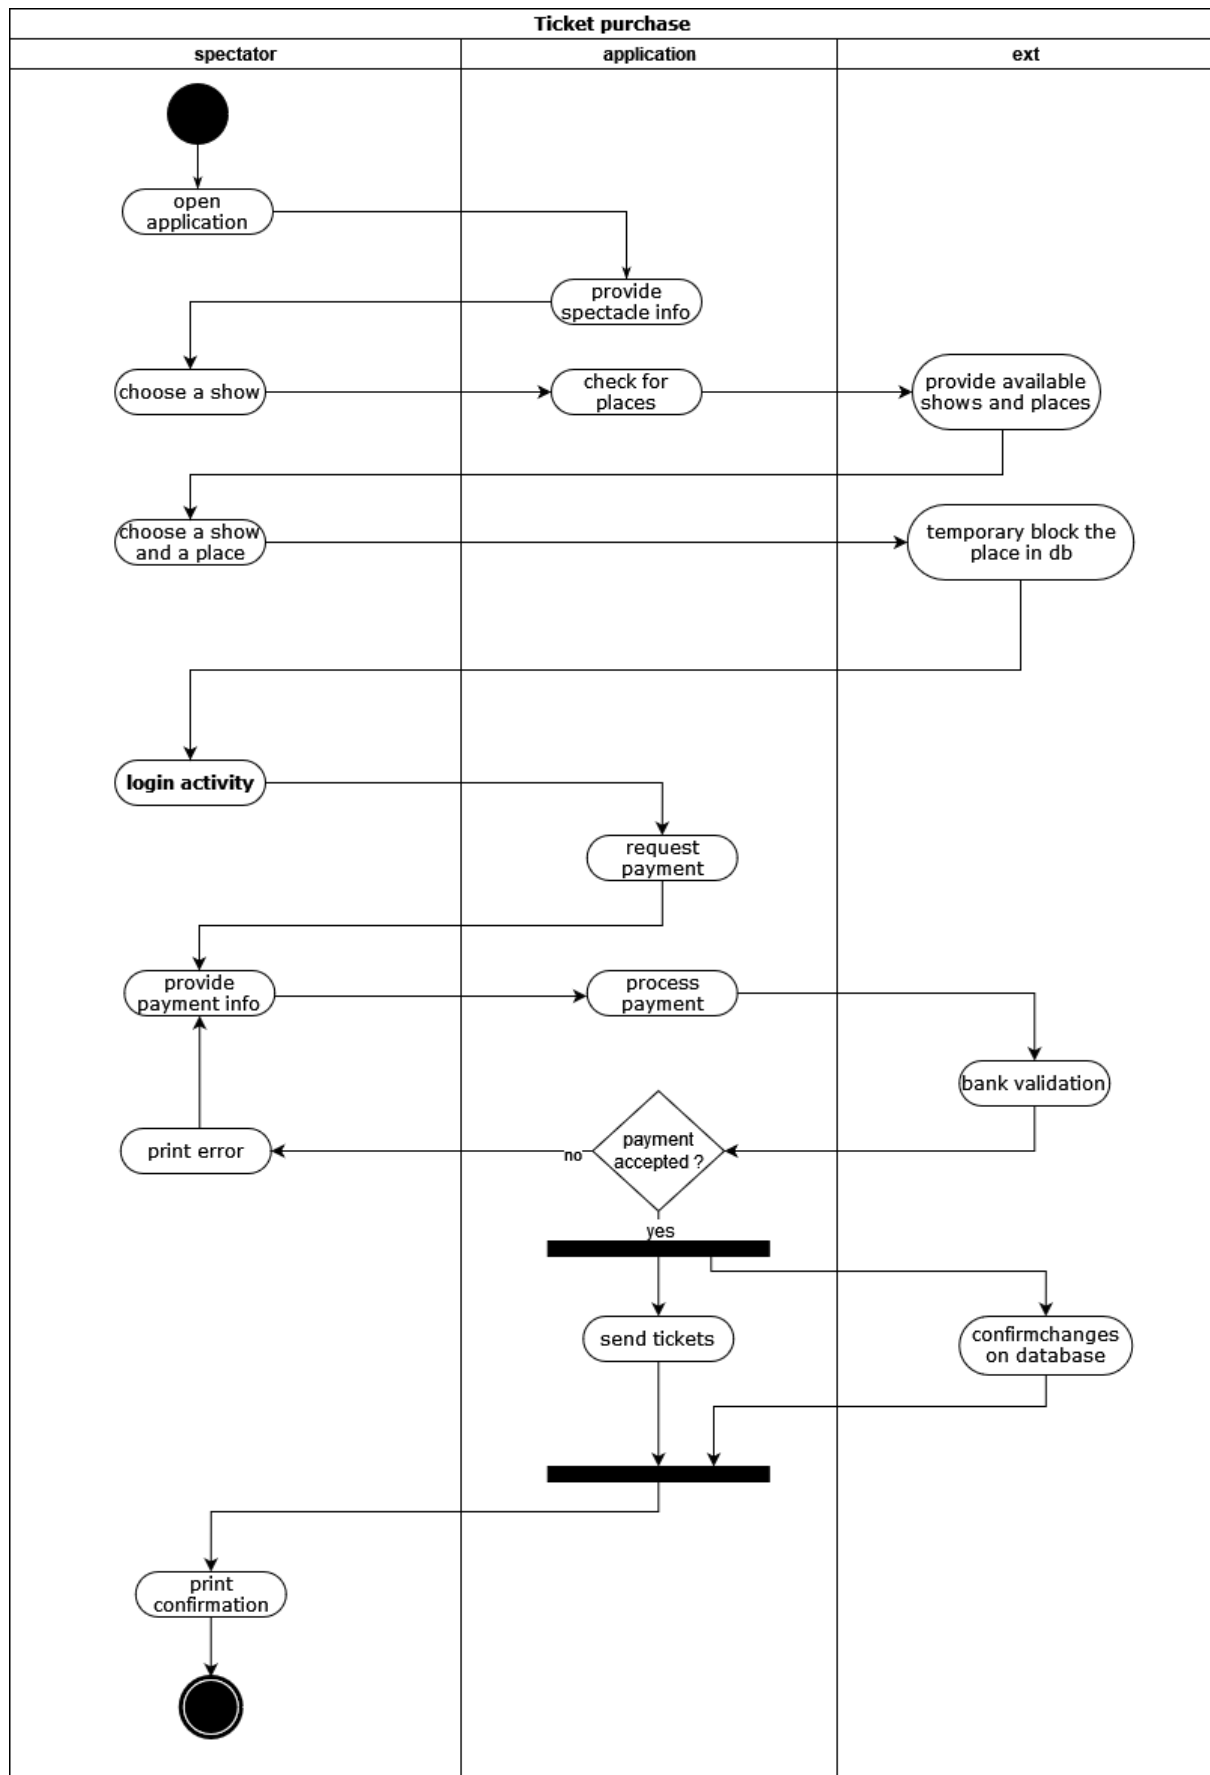 Ticket purchase
spectator
application
ext
open
application
provide
spectacle info
choose a show
check for
places
provide available
shows and places
choose a show
and a place
temporary block the
place in db
login activity
request
payment
provide
payment info
process
payment
bank validation
payment
accepted ?
no
print error
yes
send tickets
confirmchanges
on database
print
confirmation